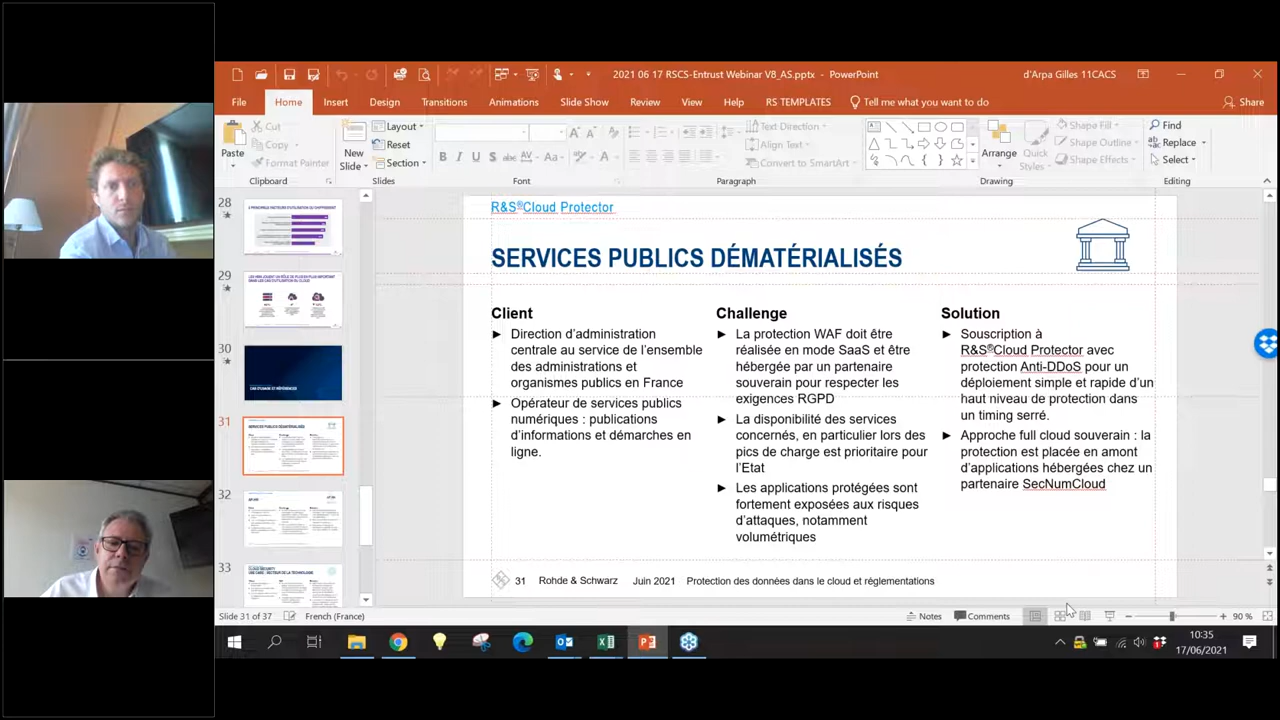 2021 06 17 RSCS-Entrust Webinar V8_AS.pptx - PowerPoint
d'Arpa Gilles 11CACS
File Home Insert Design Transitions Animations Slide Show Review View Help RS TEMPLATES Tell me what you want to do Share
Paste
Cut
Copy
Format Painter
Clipboard
New
Slide
Layout
Reset
Section
Slides
Font
Text Direction
Align Text
Convert to SmartArt
Paragraph
Arrange
Quick
Styles
Shape Fill
Shape Outline
Shape Effects
Drawing
Find
Replace
Select
Editing
28
29
30
CAS D'USAGE ET RÉFÉRENCES
31
SERVICES PUBLICS DÉMATÉRIALISÉS
32
33
R&S®Cloud Protector
SERVICES PUBLICS DÉMATÉRIALISÉS
Client
► Direction d'administration
centrale au service de l'ensemble
des administrations et
organismes publics en France
► Opérateur de services publics
numériques : publications
d'informations et démarches en
ligne.
Challenge
► La protection WAF doit être
réalisée en mode SaaS et être
hébergée par un partenaire
souverain pour respecter les
exigences RGPD
► La disponibilité des services
comptes, en particulier lors des
pics de charge est prioritaire pour
l'Etat
► Les applications protégées sont
fortement exposées aux risques
d'attaques, notamment
volumétriques
Solution
► Souscription à
R&S®Cloud Protector avec
protection Anti-DDoS pour un
déploiement simple et rapide d'un
haut niveau de protection dans
un timing serré.
► Approche full cloud souverain : la
protection est placée en amont
d'applications hébergées chez un
partenaire SecNumCloud
31 Rohde & Schwarz Juin 2021 Protection des données dans le cloud et réglementations
Slide 31 of 37 French (France) Notes Comments 90 %
10:35
17/06/2021